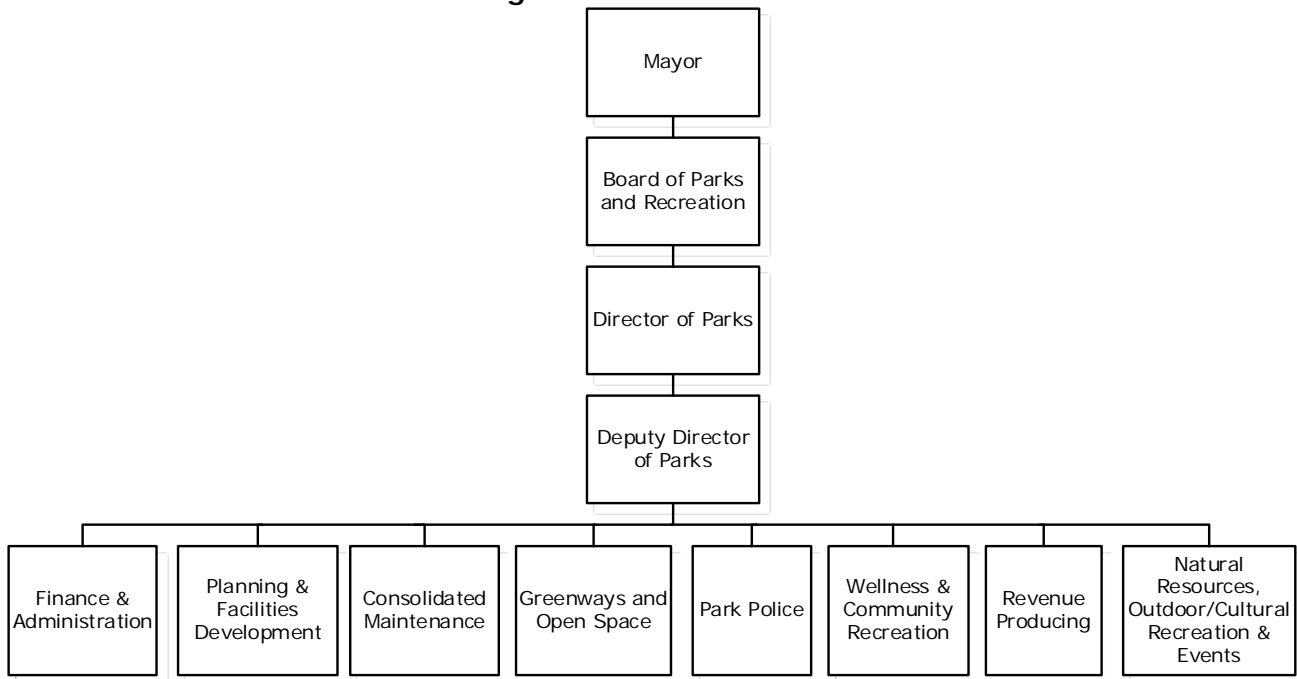 Mayor
Board of Parks
and Recreation
Director of Parks
Deputy Director
of Parks
Finance &
Administration
Planning &
Facilities
Development
Consolidated
Maintenance
Greenways and
Open Space
Park Police
Wellness &
Community
Recreation
Revenue
Producing
Natural
Resources,
Outdoor/Cultural
Recreation &
Events